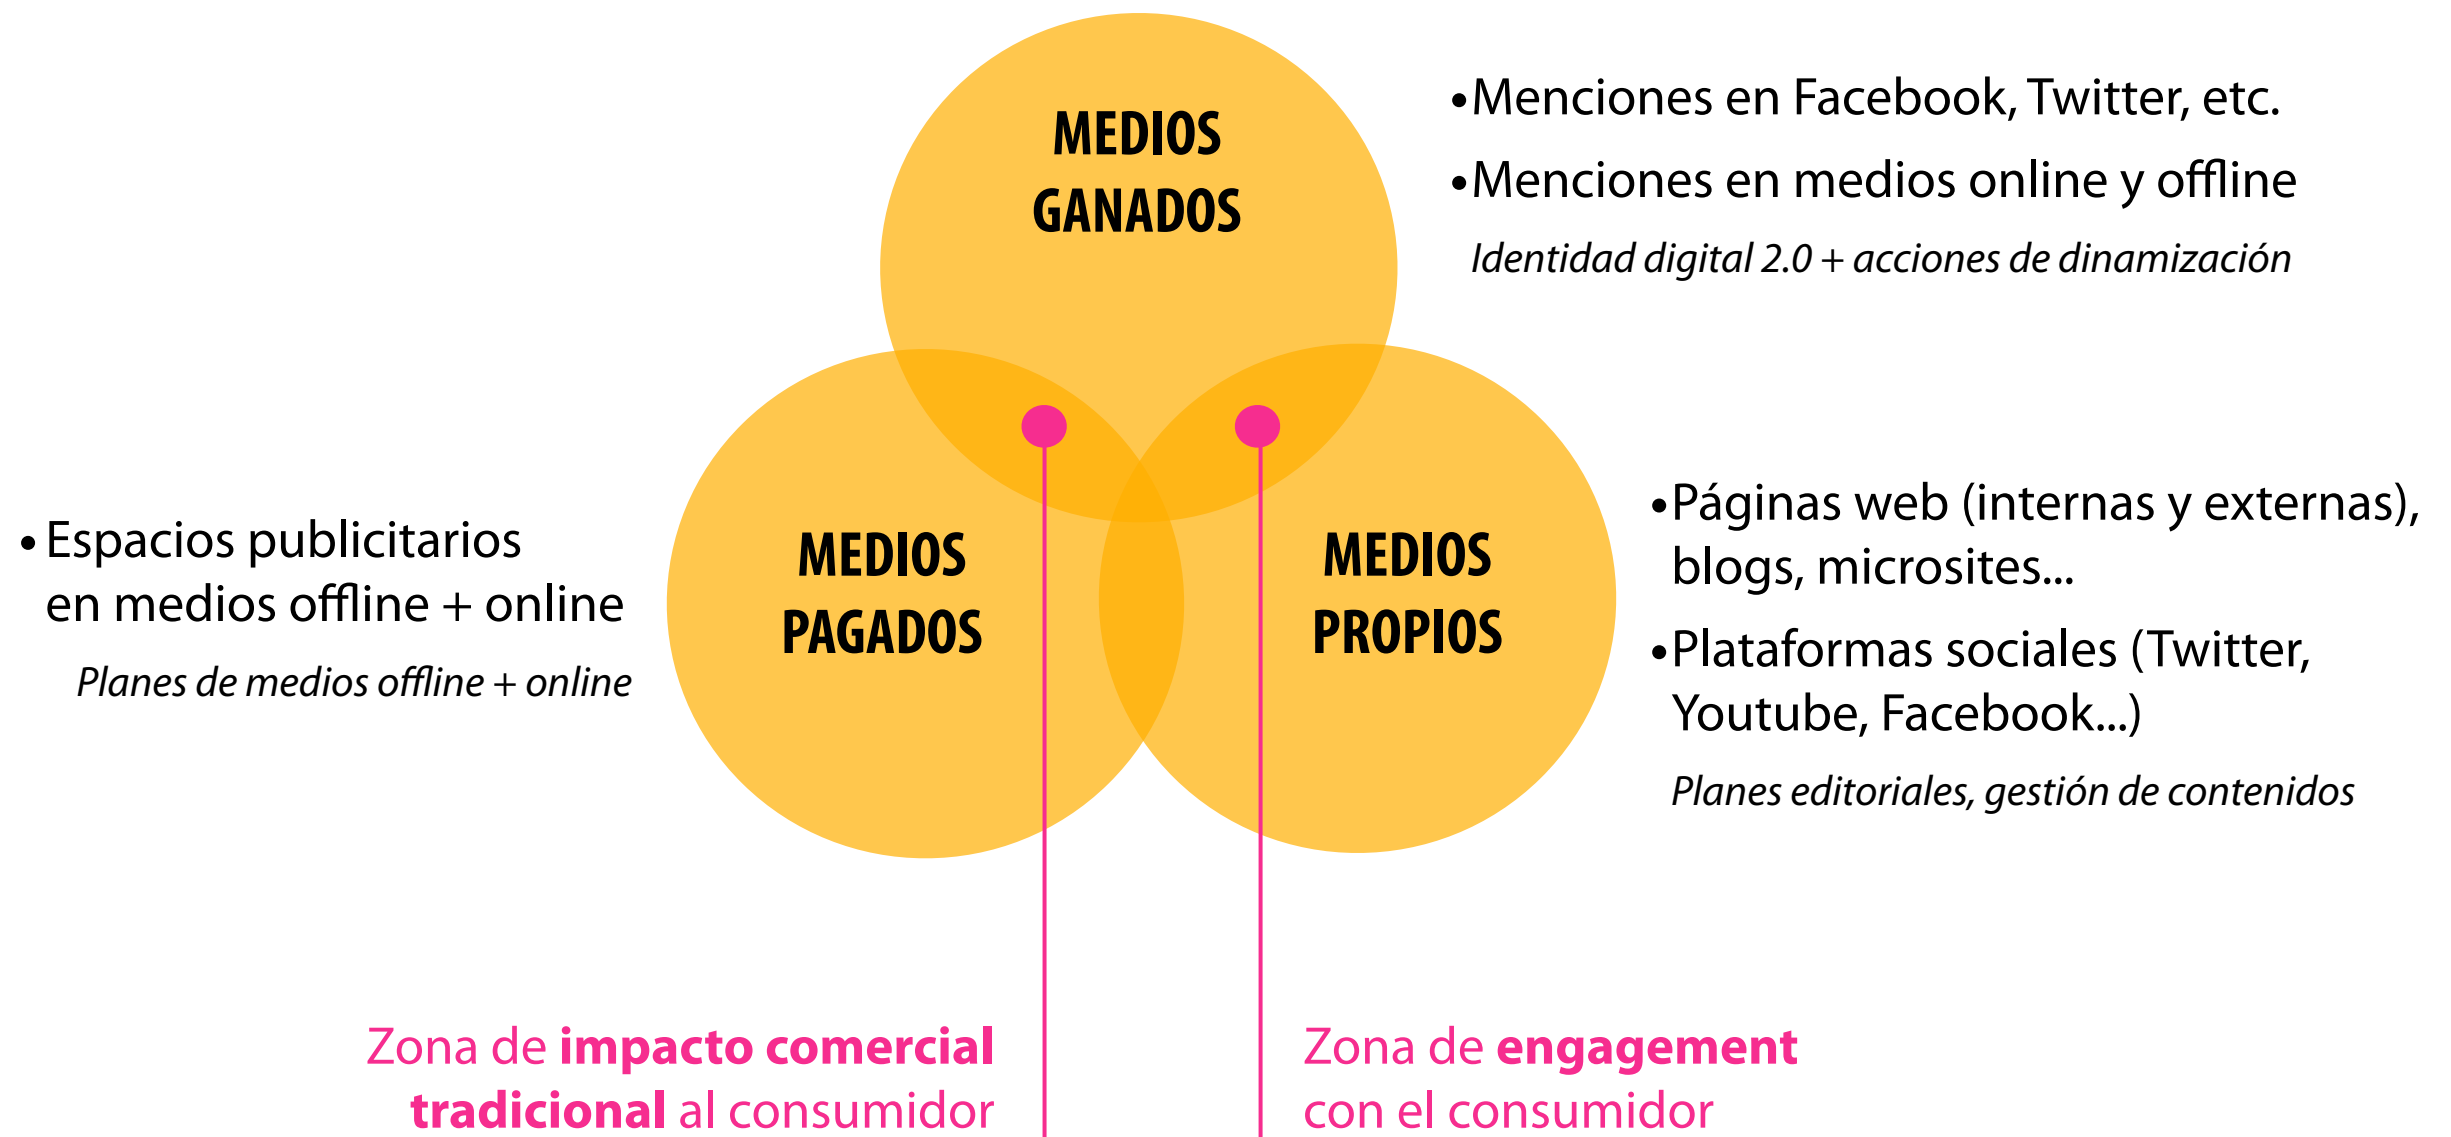 MEDIOS
GANADOS
•Menciones en Facebook, Twitter, etc.
•Menciones en medios online y offline
Identidad digital 2.0 + acciones de dinamización
• Espacios publicitarios
en medios offline + online
Planes de medios offline + online
MEDIOS
PAGADOS
MEDIOS
PROPIOS
•Páginas web (internas y externas),
blogs, microsites...
•Plataformas sociales (Twitter,
Youtube, Facebook...)
Planes editoriales, gestión de contenidos
Zona de impacto comercial
tradicional al consumidor
Zona de engagement
con el consumidor